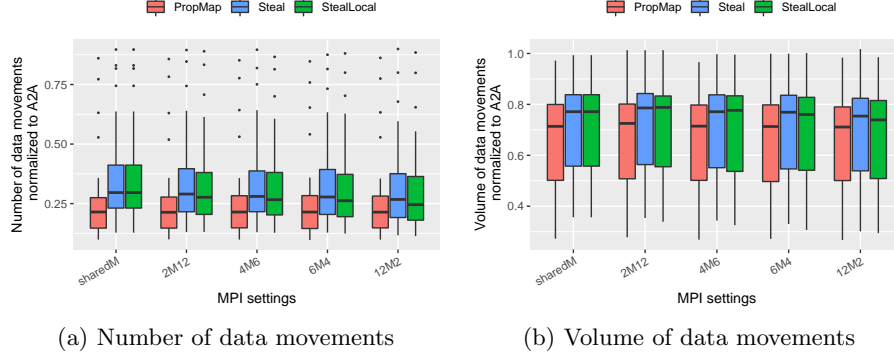 PropMap Steal StealLocal
Number of data movements
normalized to A2A
0.75
0.50
0.25
sharedM 2M12 4M6 6M4 12M2
MPI settings
(a) Number of data movements
PropMap Steal StealLocal
Volume of data movements
normalized to A2A
1.0
0.8
0.6
0.4
sharedM 2M12 4M6 6M4 12M2
MPI settings
(b) Volume of data movements